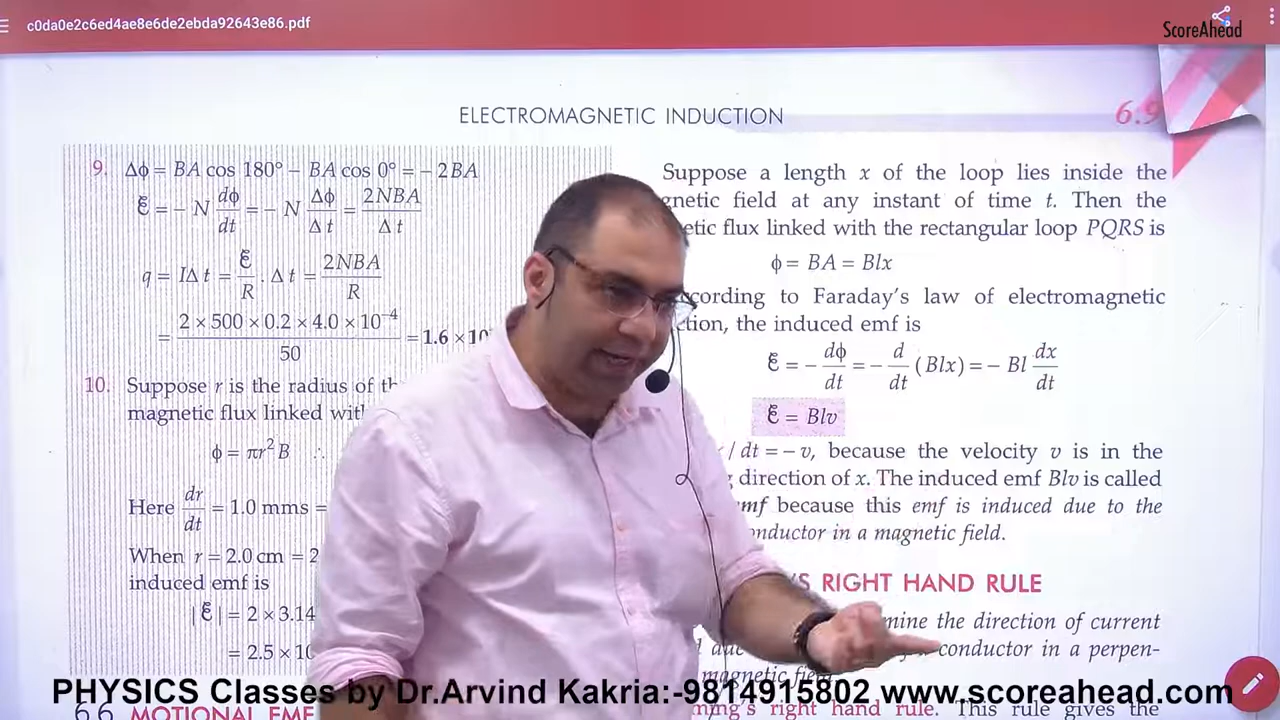 c0da0e2c6ed4ae8e6de2ebda92643e86.pdf
ScoreAhead
ELECTROMAGNETIC INDUCTION
6.9
9. Δϕ = BA cos 180° − BA cos 0° = − 2BA
ℰ = − N dϕ/dt = − N Δϕ/Δt = 2NBA/Δt
q = IΔt = ℰ/R . Δt = 2NBA/R
= 2 × 500 × 0.2 × 4.0 × 10⁻⁴/50 = 1.6 × 10
10. Suppose r is the radius of
magnetic flux linked
ϕ = πr²B ∴
Here dr/dt = 1.0 mms =
When r = 2.0 cm = 2
induced emf is
|ℰ| = 2 × 3.14
= 2.5 × 10
6.6 MOTIONAL EMF
Suppose a length x of the loop lies inside the
field at any instant of time t. Then the
flux linked with the rectangular loop PQRS is
ϕ = BA = Blx
to Faraday's law of electromagnetic
the induced emf is
ℰ = − dϕ/dt = − d/dt (Blx) = − Bl dx/dt
ℰ = Blv
/ dt = − v, because the velocity v is in the
direction of x. The induced emf Blv is called
emf because this emf is induced due to the
in a magnetic field.
RIGHT HAND RULE
the direction of current
conductor in a perpen-
magnetic
right hand rule. This rule gives the
PHYSICS Classes by Dr.Arvind Kakria:-9814915802 www.scoreahead.com